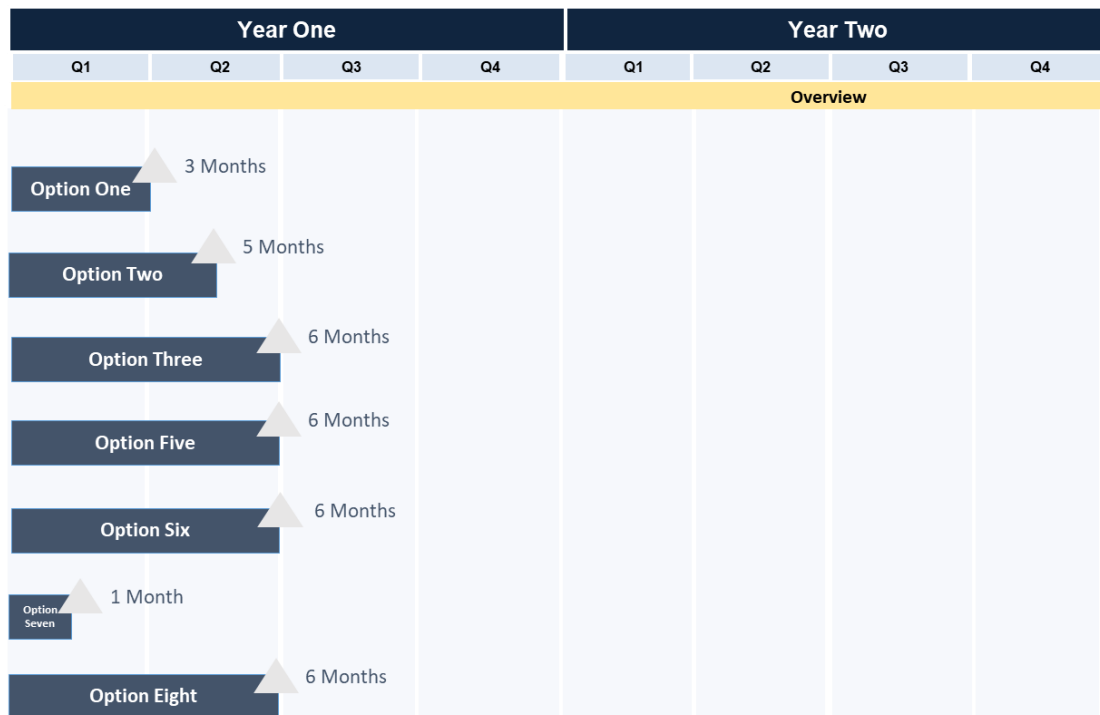 Year One
Year Two
Q1
Q2
Q3
Q4
Q1
Q2
Q3
Q4
Overview
3 Months
Option One
5 Months
Option Two
6 Months
Option Three
6 Months
Option Five
6 Months
Option Six
1 Month
Option
Seven
6 Months
Option Eight